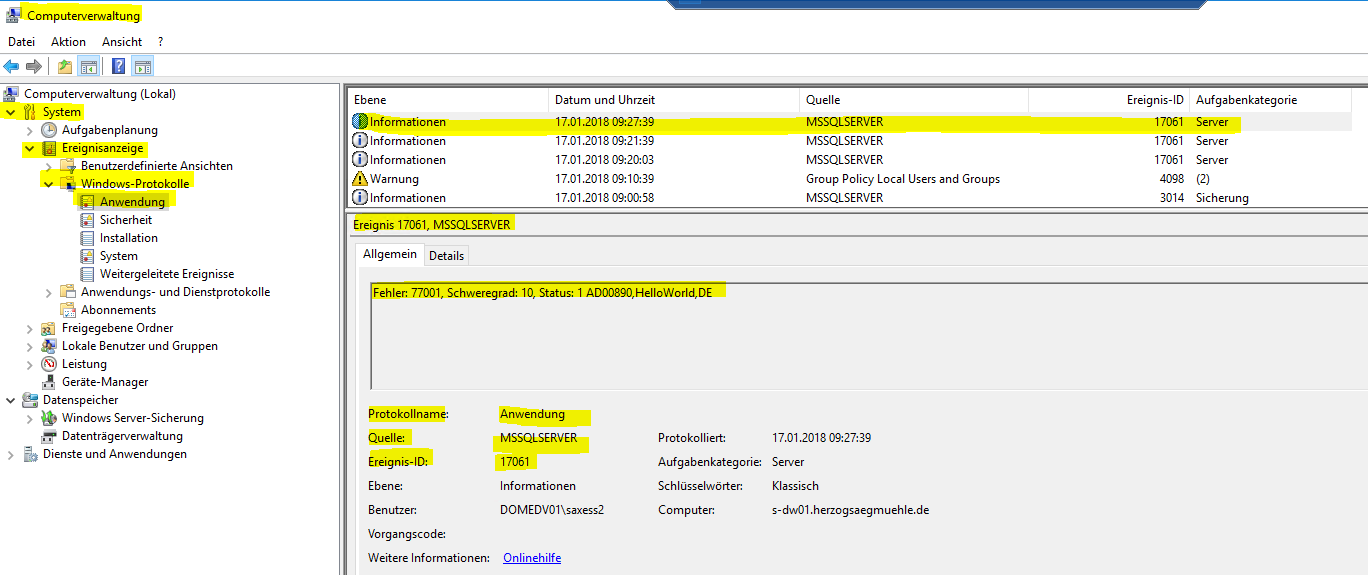 Computerverwaltung
Datei Aktion Ansicht ?
Computerverwaltung (Lokal)
System
Aufgabenplanung
Ereignisanzeige
Benutzerdefinierte Ansichten
Windows-Protokolle
Anwendung
Sicherheit
Installation
System
Weitergeleitete Ereignisse
Anwendungs- und Dienstprotokolle
Abonnements
Freigegebene Ordner
Lokale Benutzer und Gruppen
Leistung
Geräte-Manager
Datenspeicher
Windows Server-Sicherung
Datenträgerverwaltung
Dienste und Anwendungen
Ebene Datum und Uhrzeit Quelle Ereignis-ID Aufgabenkategorie
Informationen 17.01.2018 09:27:39 MSSQLSERVER 17061 Server
Informationen 17.01.2018 09:21:39 MSSQLSERVER 17061 Server
Informationen 17.01.2018 09:20:03 MSSQLSERVER 17061 Server
Warnung 17.01.2018 09:10:39 Group Policy Local Users and Groups 4098 (2)
Informationen 17.01.2018 09:00:58 MSSQLSERVER 3014 Sicherung
Ereignis 17061, MSSQLSERVER
Allgemein Details
Fehler: 77001, Schweregrad: 10, Status: 1 AD00890,HelloWorld,DE
Protokollname: Anwendung
Quelle: MSSQLSERVER Protokolliert: 17.01.2018 09:27:39
Ereignis-ID: 17061 Aufgabenkategorie: Server
Ebene: Informationen Schlüsselwörter: Klassisch
Benutzer: DOMEDV01\saxess2 Computer: s-dw01.herzogsaegmuehle.de
Vorgangscode:
Weitere Informationen: Onlinehilfe